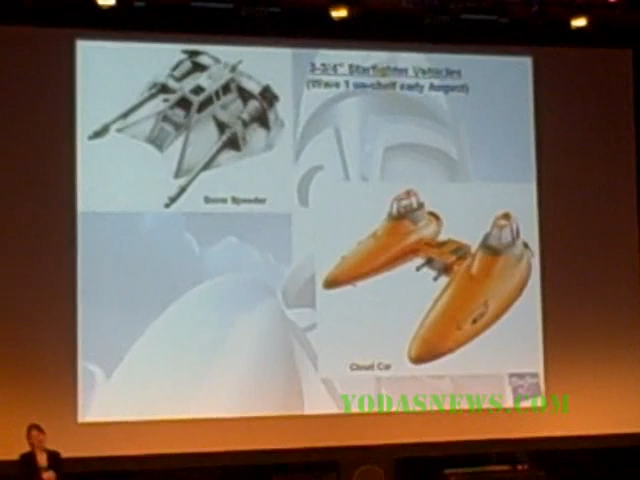 3-3/4" Starfighter Vehicles
(Wave 1 on-shelf early August)
Snow Speeder
Cloud Car
YODASNEWS.COM